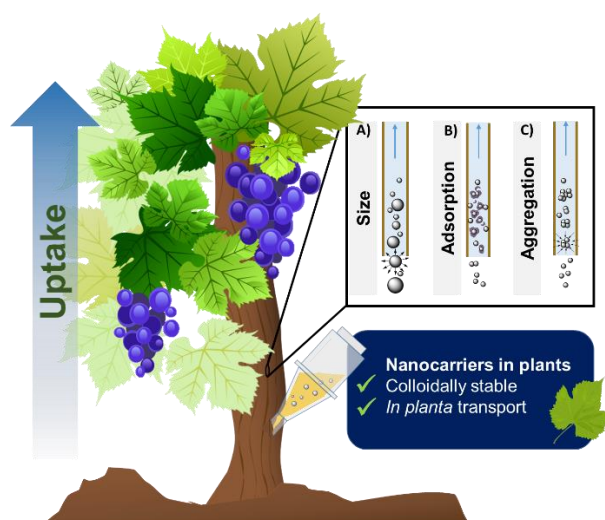 Uptake
A)
Size
B)
Adsorption
C)
Aggregation
Nanocarriers in plants
✓ Colloidally stable
✓ In planta transport